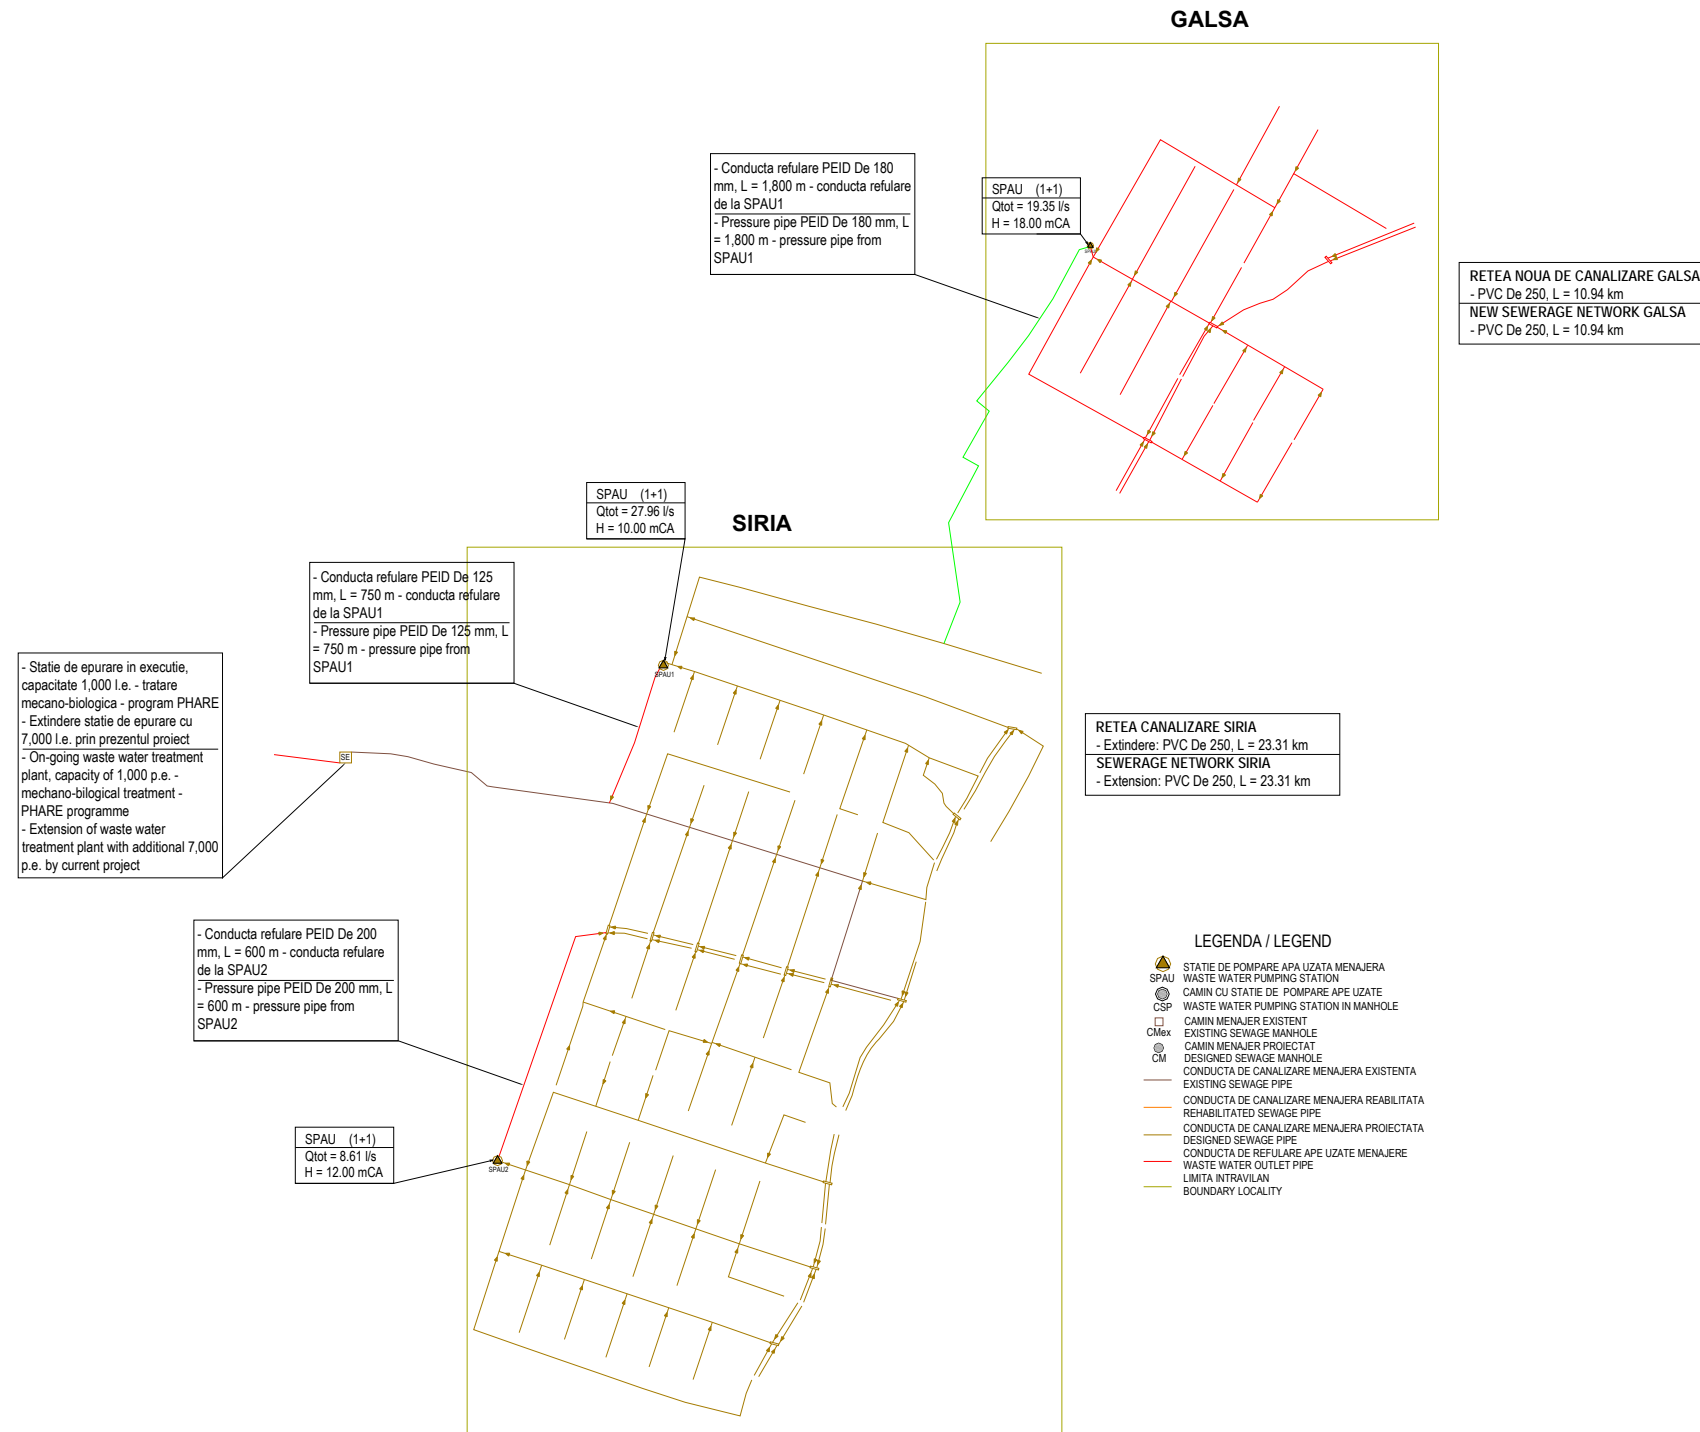 GALSA
- Conducta refulare PEID De 180
mm, L = 1,800 m - conducta refulare
de la SPAU1
- Pressure pipe PEID De 180 mm, L
= 1,800 m - pressure pipe from
SPAU1
SPAU (1+1)
Qtot = 19.35 l/s
H = 18.00 mCA
RETEA NOUA DE CANALIZARE GALSA
- PVC De 250, L = 10.94 km
NEW SEWERAGE NETWORK GALSA
- PVC De 250, L = 10.94 km
SPAU (1+1)
Qtot = 27.96 l/s
H = 10.00 mCA
SIRIA
- Conducta refulare PEID De 125
mm, L = 750 m - conducta refulare
de la SPAU1
- Pressure pipe PEID De 125 mm, L
= 750 m - pressure pipe from
SPAU1
SPAU1
- Statie de epurare in executie,
capacitate 1,000 l.e. - tratare
mecano-biologica - program PHARE
- Extindere statie de epurare cu
7,000 l.e. prin prezentul proiect
- On-going waste water treatment
plant, capacity of 1,000 p.e. -
mechano-bilogical treatment -
PHARE programme
- Extension of waste water
treatment plant with additional 7,000
p.e. by current project
SE
RETEA CANALIZARE SIRIA
- Extindere: PVC De 250, L = 23.31 km
SEWERAGE NETWORK SIRIA
- Extension: PVC De 250, L = 23.31 km
- Conducta refulare PEID De 200
mm, L = 600 m - conducta refulare
de la SPAU2
- Pressure pipe PEID De 200 mm, L
= 600 m - pressure pipe from
SPAU2
SPAU (1+1)
Qtot = 8.61 l/s
H = 12.00 mCA
SPAU2
LEGENDA / LEGEND
STATIE DE POMPARE APA UZATA MENAJERA
SPAU WASTE WATER PUMPING STATION
CAMIN CU STATIE DE POMPARE APE UZATE
CSP WASTE WATER PUMPING STATION IN MANHOLE
CAMIN MENAJER EXISTENT
CMex EXISTING SEWAGE MANHOLE
CAMIN MENAJER PROIECTAT
CM DESIGNED SEWAGE MANHOLE
CONDUCTA DE CANALIZARE MENAJERA EXISTENTA
EXISTING SEWAGE PIPE
CONDUCTA DE CANALIZARE MENAJERA REABILITATA
REHABILITATED SEWAGE PIPE
CONDUCTA DE CANALIZARE MENAJERA PROIECTATA
DESIGNED SEWAGE PIPE
CONDUCTA DE REFULARE APE UZATE MENAJERE
WASTE WATER OUTLET PIPE
LIMITA INTRAVILAN
BOUNDARY LOCALITY